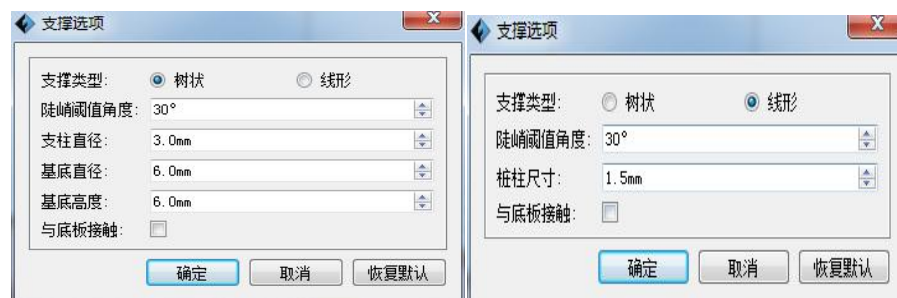 支撑选项
支撑类型: 树状 线形
陡峭阈值角度: 30°
支柱直径: 3.0mm
基底直径: 6.0mm
基底高度: 6.0mm
与底板接触:
确定 取消 恢复默认
支撑选项
支撑类型: 树状 线形
陡峭阈值角度: 30°
桩柱尺寸: 1.5mm
与底板接触:
确定 取消 恢复默认